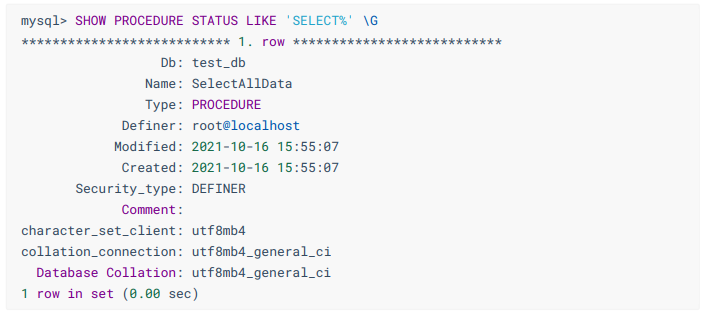 mysql> SHOW PROCEDURE STATUS LIKE 'SELECT%' \G
*************************** 1. row ***************************
Db: test_db
Name: SelectAllData
Type: PROCEDURE
Definer: root@localhost
Modified: 2021-10-16 15:55:07
Created: 2021-10-16 15:55:07
Security_type: DEFINER
Comment:
character_set_client: utf8mb4
collation_connection: utf8mb4_general_ci
Database Collation: utf8mb4_general_ci
1 row in set (0.00 sec)